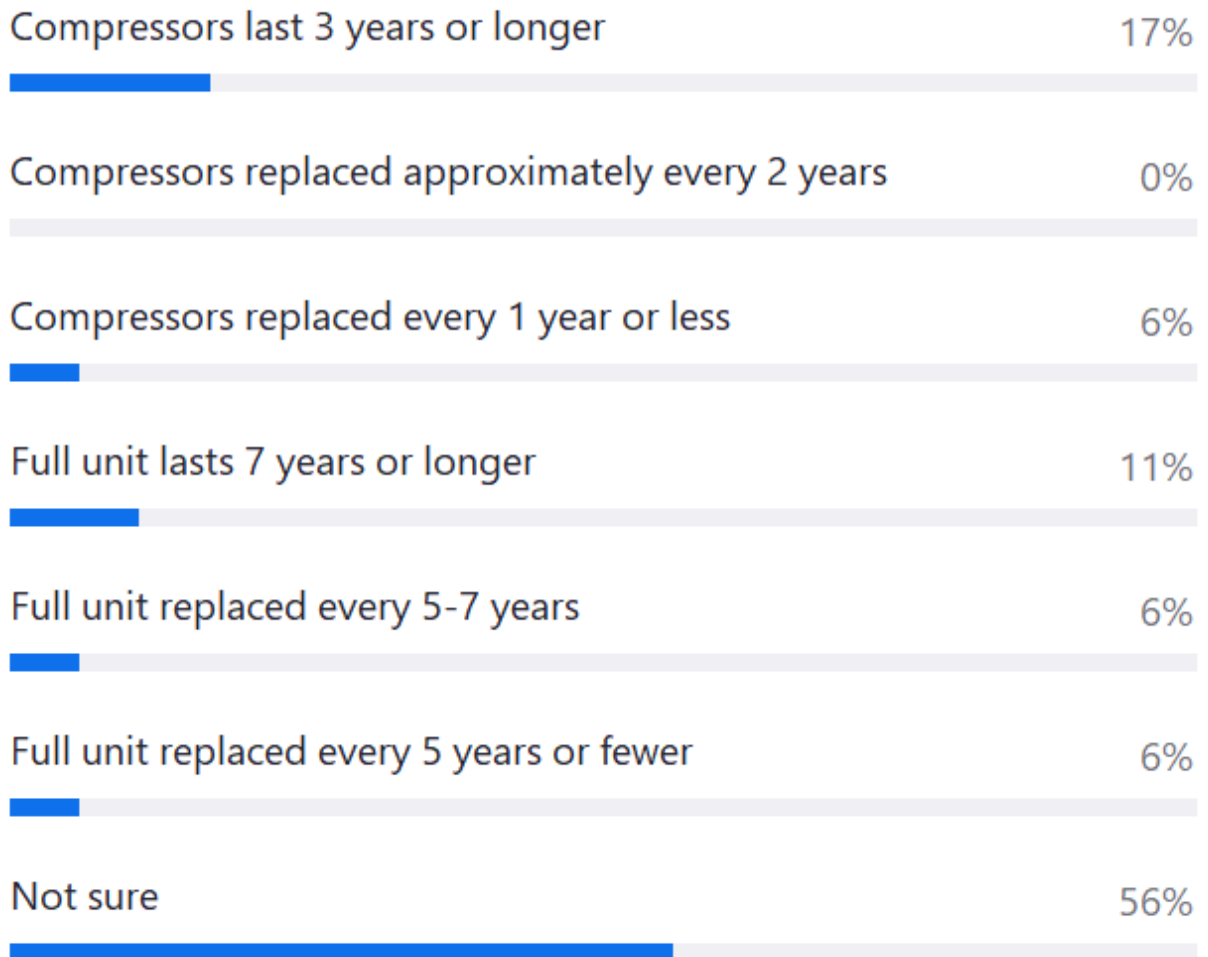 Compressors last 3 years or longer 17%
Compressors replaced approximately every 2 years 0%
Compressors replaced every 1 year or less 6%
Full unit lasts 7 years or longer 11%
Full unit replaced every 5-7 years 6%
Full unit replaced every 5 years or fewer 6%
Not sure 56%